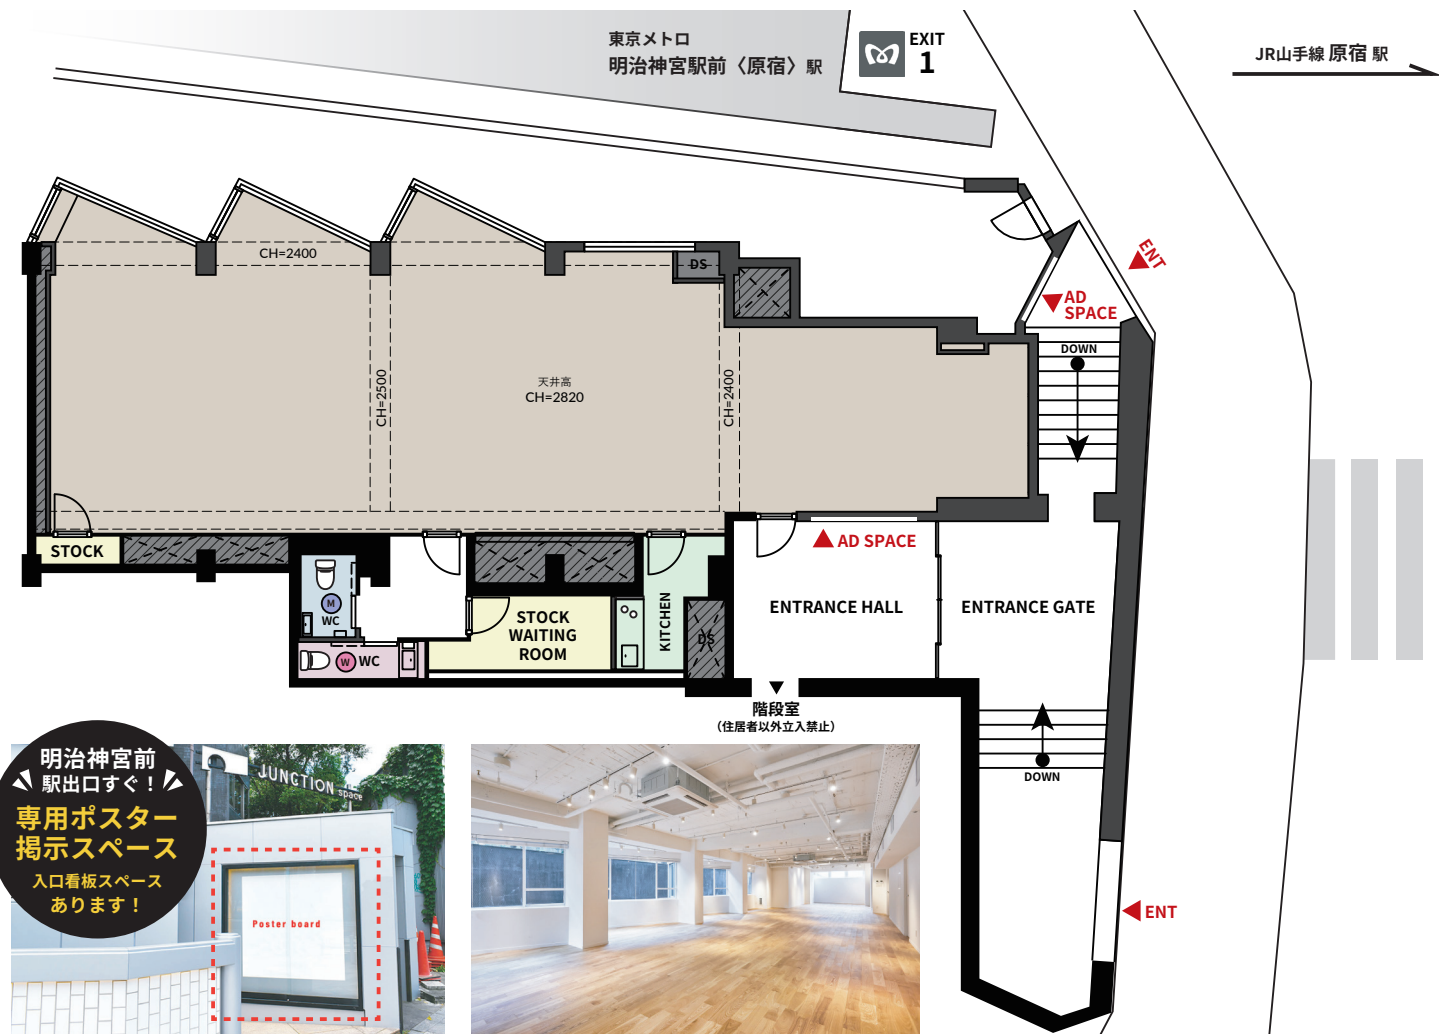 東京メトロ
明治神宮駅前〈原宿〉駅
EXIT
1
JR山手線 原宿 駅
ENT
AD
SPACE
DOWN
CH=2400
DS
CH=2500
天井高
CH=2820
CH=2400
STOCK
AD SPACE
M
WC
W
WC
STOCK
WAITING
ROOM
KITCHEN
DS
ENTRANCE HALL
ENTRANCE GATE
階段室
(住居者以外立入禁止)
DOWN
ENT
明治神宮前
駅出口すぐ！
専用ポスター
掲示スペース
入口看板スペース
あります！
JUNCTION space
Poster board